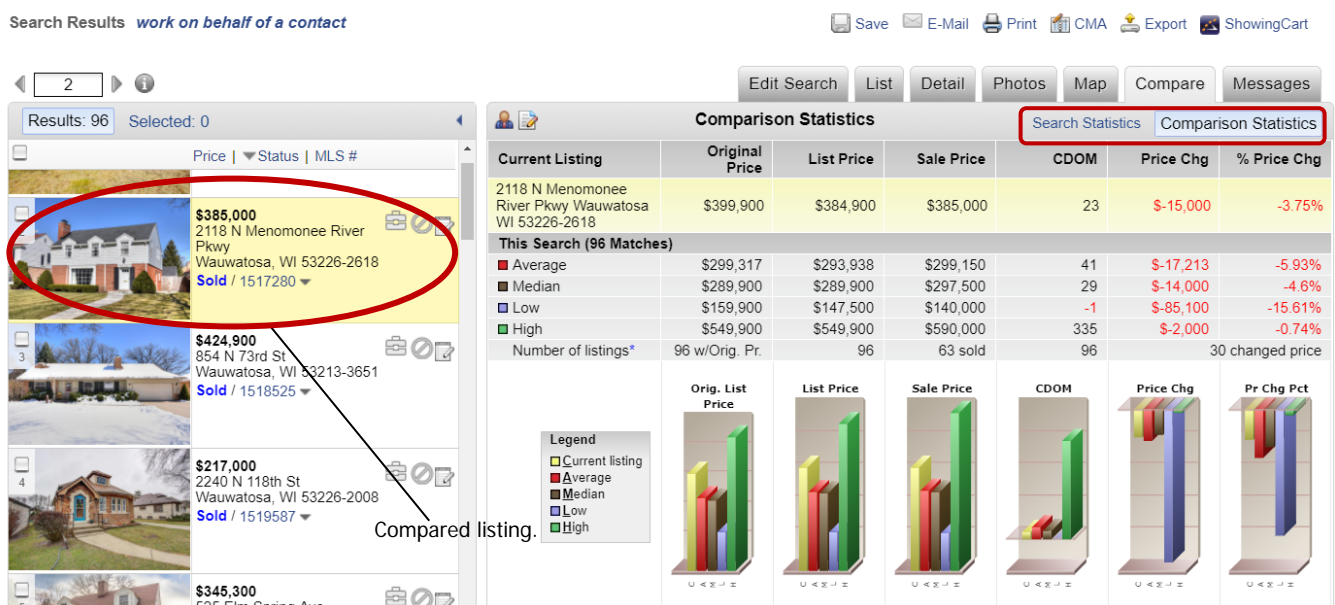 Search Results work on behalf of a contact
Save E-Mail Print CMA Export ShowingCart
2
Edit Search List Detail Photos Map Compare Messages
Results: 96 Selected: 0
Price | Status | MLS #
2
$385,000
2118 N Menomonee River
Pkwy
Wauwatosa, WI 53226-2618
Sold / 1517280
3
$424,900
854 N 73rd St
Wauwatosa, WI 53213-3651
Sold / 1518525
4
$217,000
2240 N 118th St
Wauwatosa, WI 53226-2008
Sold / 1519587
Compared listing.
$345,300
535 Elm Spring Ave
Comparison Statistics
Search Statistics Comparison Statistics
Current Listing Original Price List Price Sale Price CDOM Price Chg % Price Chg
2118 N Menomonee
River Pkwy Wauwatosa $399,900 $384,900 $385,000 23 $-15,000 -3.75%
WI 53226-2618
This Search (96 Matches)
Average $299,317 $293,938 $299,150 41 $-17,213 -5.93%
Median $289,900 $289,900 $297,500 29 $-14,000 -4.6%
Low $159,900 $147,500 $140,000 -1 $-85,100 -15.61%
High $549,900 $549,900 $590,000 335 $-2,000 -0.74%
Number of listings* 96 w/Orig. Pr. 96 63 sold 96 30 changed price
Orig. List Price List Price Sale Price CDOM Price Chg Pr Chg Pct
Legend
Current listing
Average
Median
Low
High
C A M L H C A M L H C A M L H C A M L H C A M L H C A M L H